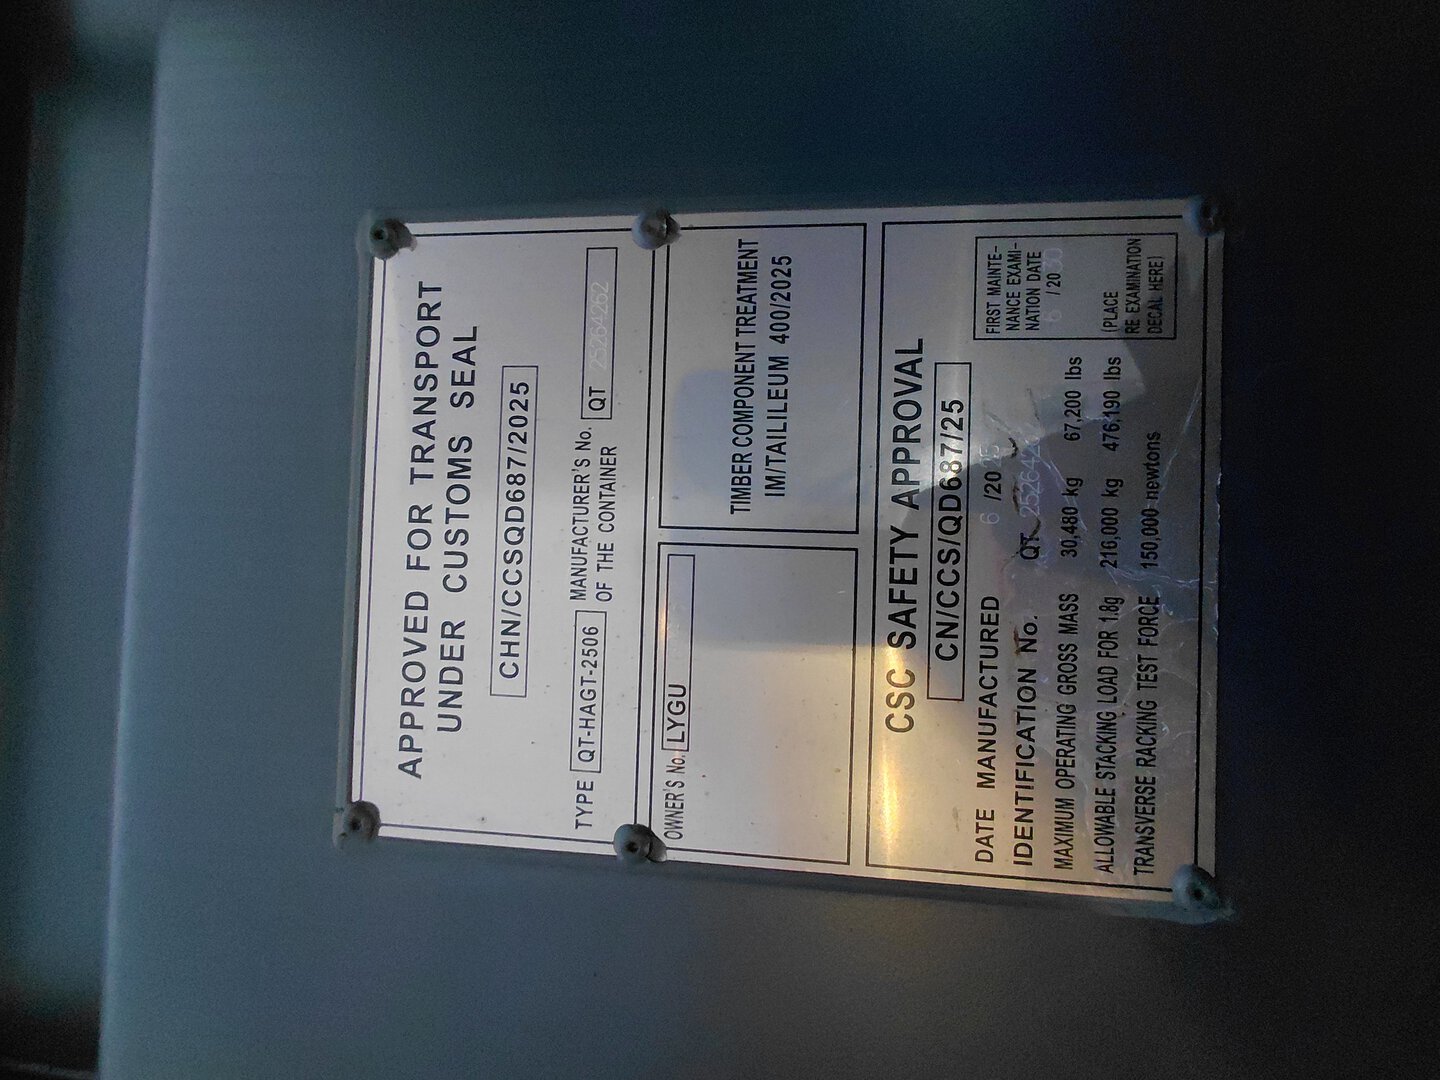 APPROVED FOR TRANSPORT
UNDER CUSTOMS SEAL
CHN/CCSQD687/2025
TYPE QT-HAGT-2506 MANUFACTURER'S No. OF THE CONTAINER QT 25264262
OWNER'S No. LYGU
TIMBER COMPONENT TREATMENT
IM/TAILILEUM 400/2025
CSC SAFETY APPROVAL
CN/CCS/QD687/25
DATE MANUFACTURED 6 /20
IDENTIFICATION No. QT
MAXIMUM OPERATING GROSS MASS 30,480 kg 67,200 lbs
ALLOWABLE STACKING LOAD FOR 1.8g 216,000 kg 476,190 lbs
TRANSVERSE RACKING TEST FORCE 150,000 newtons
FIRST MAINTE-
NANCE EXAMI-
NATION DATE
6 /20
(PLACE
RE EXAMINATION
DECAL HERE)